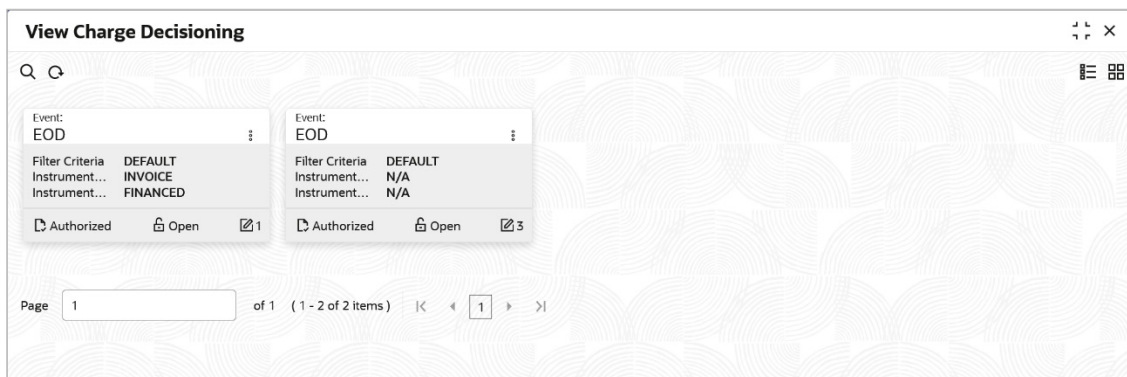 View Charge Decisioning
Event: Event:
EOD EOD
Filter Criteria DEFAULT Filter Criteria DEFAULT
Instrument... INVOICE Instrument... N/A
Instrument... FINANCED Instrument... N/A
Authorized Open 1 Authorized Open 3
Page 1 of 1 ( 1 - 2 of 2 items ) 1